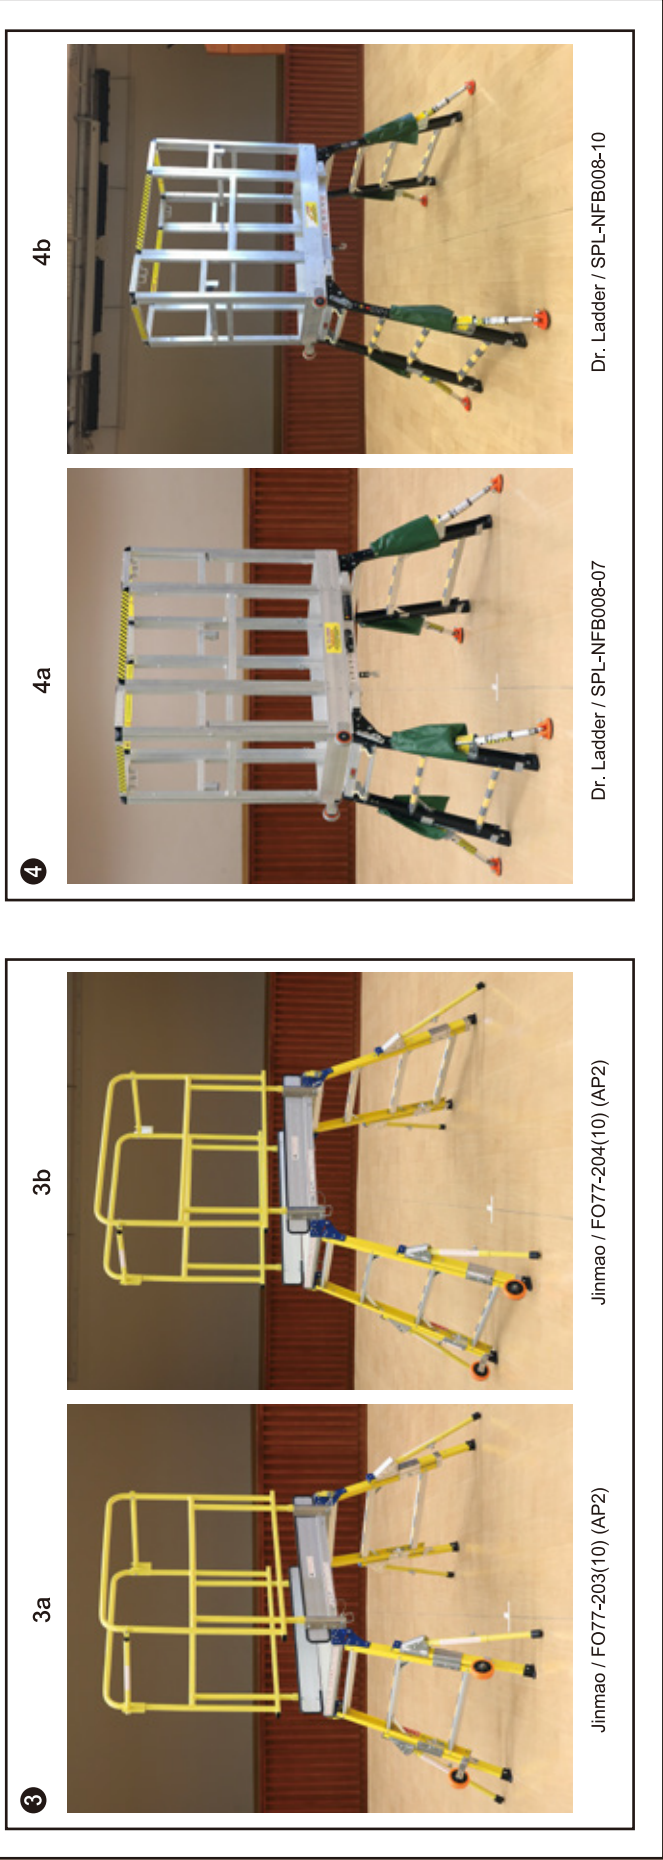 3
3a
3b
Jinmao / FO77-203(10) (AP2)
Jinmao / FO77-204(10) (AP2)
4
4a
4b
Dr. Ladder / SPL-NFB008-07
Dr. Ladder / SPL-NFB008-10